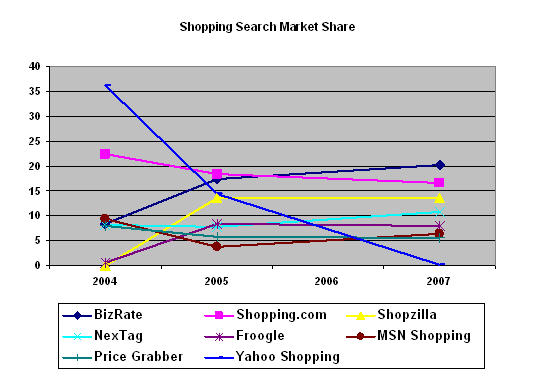 Shopping Search Market Share
40
35
30
25
20
15
10
5
0
2004 2005 2006 2007
BizRate Shopping.com Shopzilla
NexTag Froogle MSN Shopping
Price Grabber Yahoo Shopping